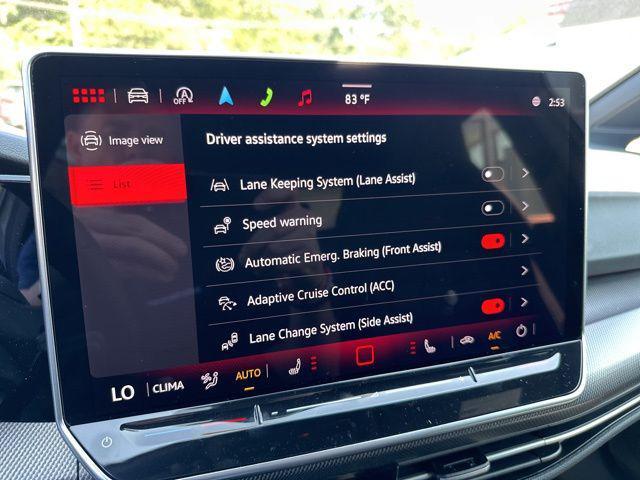 OFF
83 °F
2:53
Image view
Driver assistance system settings
List
Lane Keeping System (Lane Assist)
Speed warning
Automatic Emerg. Braking (Front Assist)
Adaptive Cruise Control (ACC)
Lane Change System (Side Assist)
LO CLIMA AUTO A/C